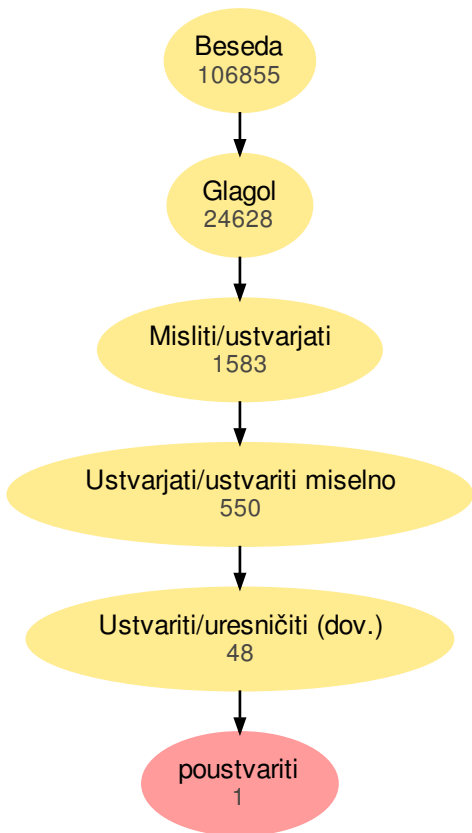 Beseda
106855
Glagol
24628
Misliti/ustvarjati
1583
Ustvarjati/ustvariti miselno
550
Ustvariti/uresničiti (dov.)
48
poustvariti
1